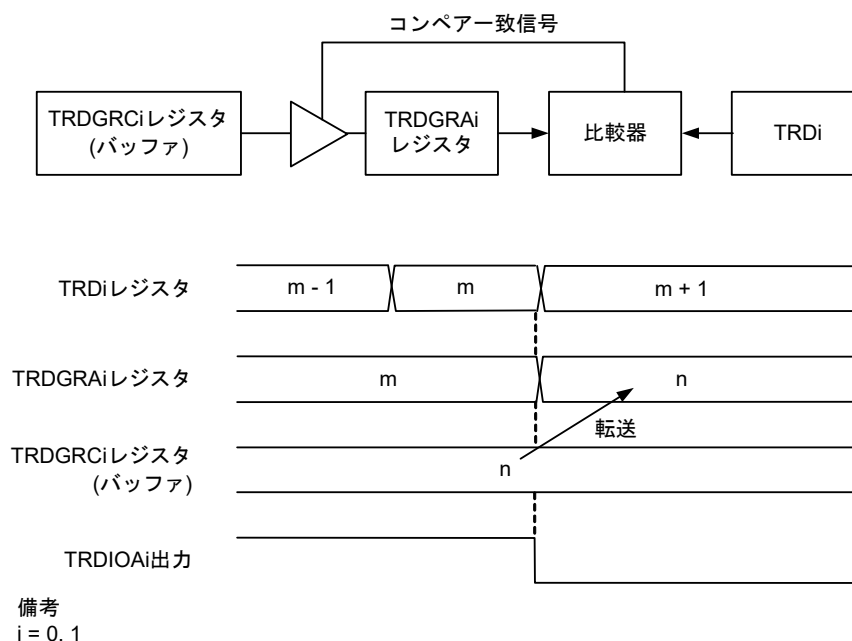 コンペアー致信号
TRDGRCiレジスタ
(バッファ)
TRDGRAi
レジスタ
比較器
TRDi
TRDiレジスタ
m - 1
m
m + 1
TRDGRAiレジスタ
m
n
転送
TRDGRCiレジスタ
(バッファ)
n
TRDIOAi出力
備考
i = 0, 1